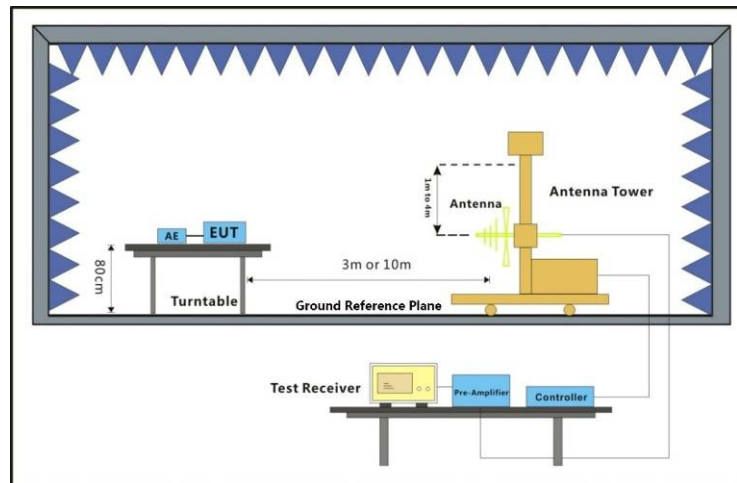 1m to 4m
Antenna
Antenna Tower
AE
EUT
80cm
3m or 10m
Turntable
Ground Reference Plane
Test Receiver
Pre-Amplifier
Controller